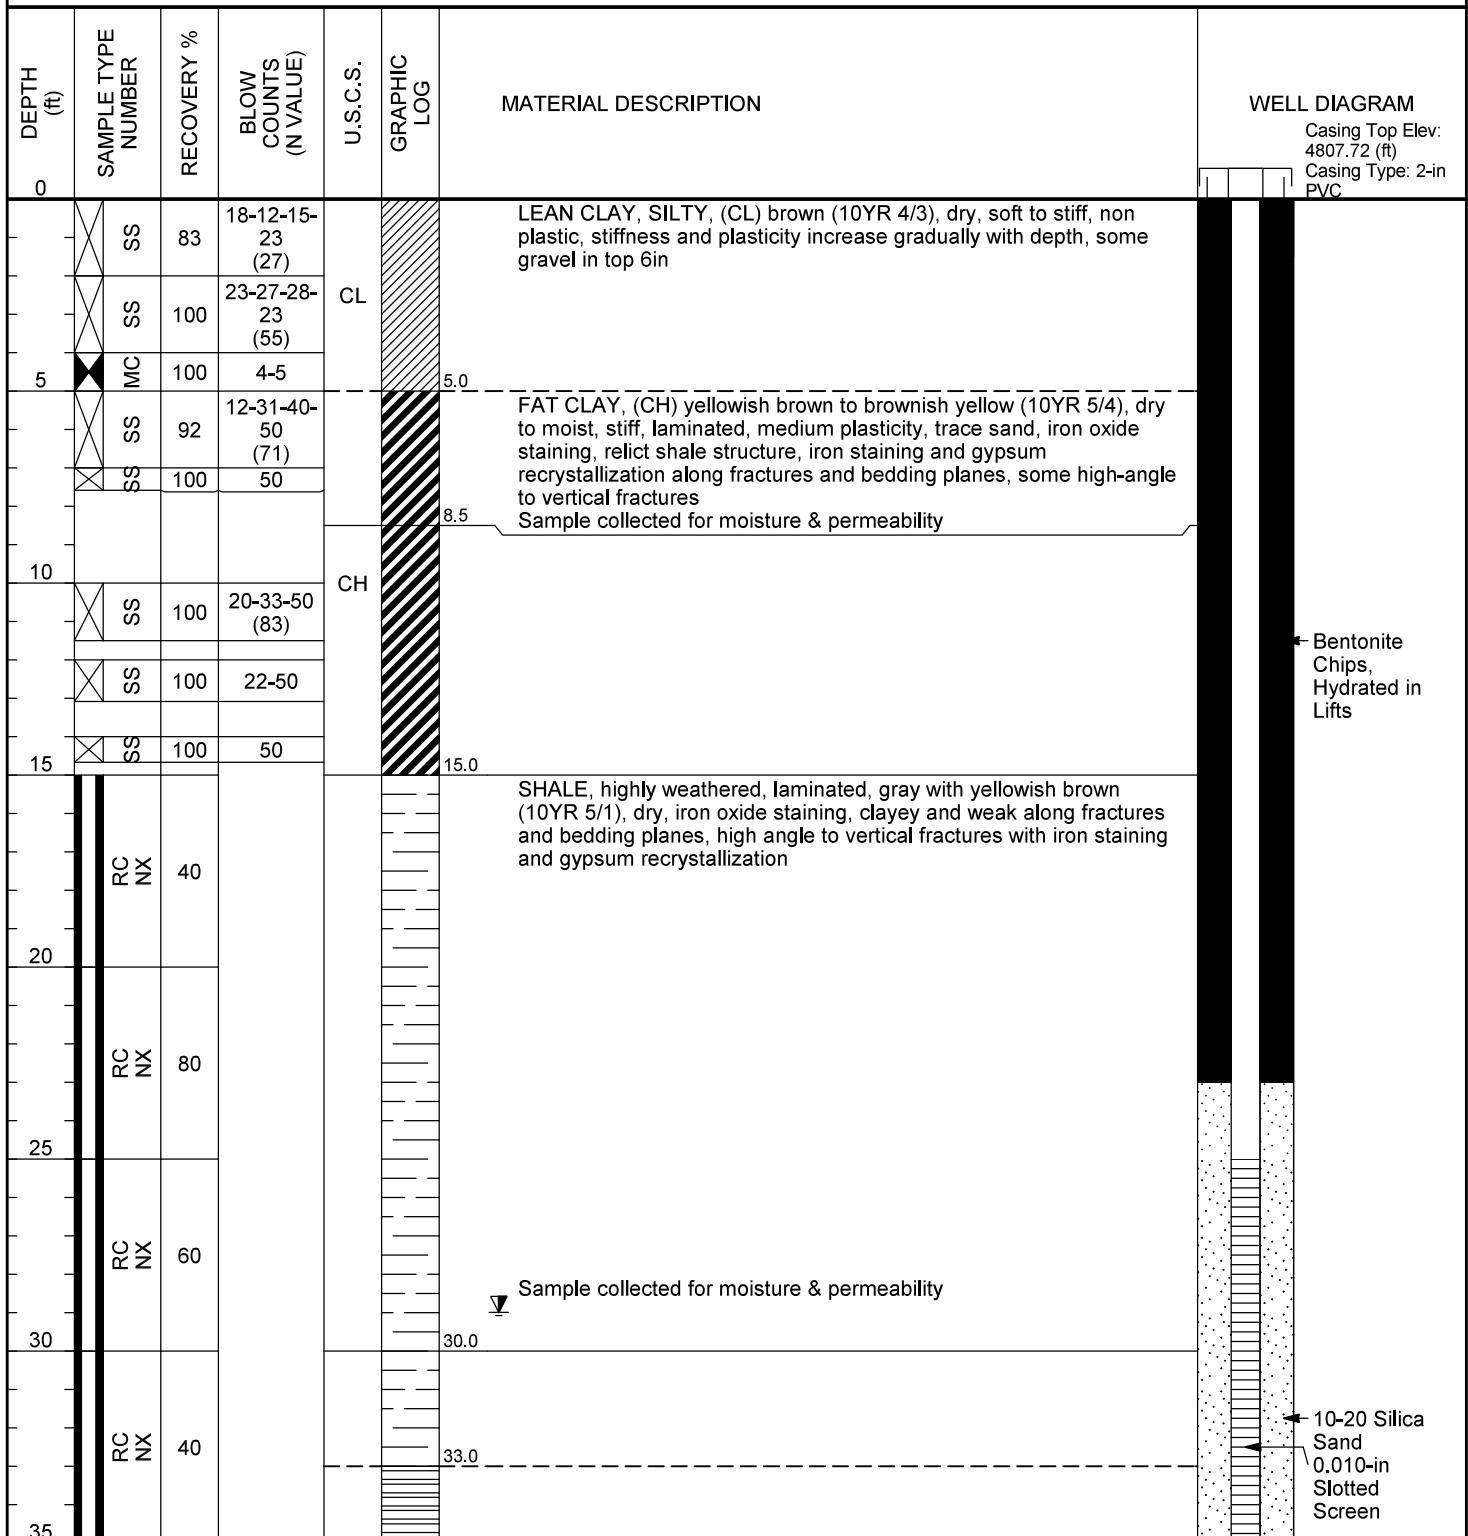 DEPTH
(ft)
SAMPLE TYPE
NUMBER
RECOVERY %
BLOW
COUNTS
(N VALUE)
U.S.C.S.
GRAPHIC
LOG
MATERIAL DESCRIPTION
WELL DIAGRAM
Casing Top Elev:
4807.72 (ft)
Casing Type: 2-in
PVC
0
SS
83
18-12-15-
23
(27)
LEAN CLAY, SILTY, (CL) brown (10YR 4/3), dry, soft to stiff, non
plastic, stiffness and plasticity increase gradually with depth, some
gravel in top 6in
SS
100
23-27-28-
23
(55)
CL
MC
100
4-5
5
5.0
SS
92
12-31-40-
50
(71)
FAT CLAY, (CH) yellowish brown to brownish yellow (10YR 5/4), dry
to moist, stiff, laminated, medium plasticity, trace sand, iron oxide
staining, relict shale structure, iron staining and gypsum
recrystallization along fractures and bedding planes, some high-angle
to vertical fractures
SS
100
50
8.5
Sample collected for moisture & permeability
10
CH
SS
100
20-33-50
(83)
Bentonite
Chips,
Hydrated in
Lifts
SS
100
22-50
SS
100
50
15
15.0
SHALE, highly weathered, laminated, gray with yellowish brown
(10YR 5/1), dry, iron oxide staining, clayey and weak along fractures
and bedding planes, high angle to vertical fractures with iron staining
and gypsum recrystallization
RC
NX
40
20
RC
NX
80
25
RC
NX
60
Sample collected for moisture & permeability
30
30.0
RC
NX
40
33.0
10-20 Silica
Sand
0.010-in
Slotted
Screen
35